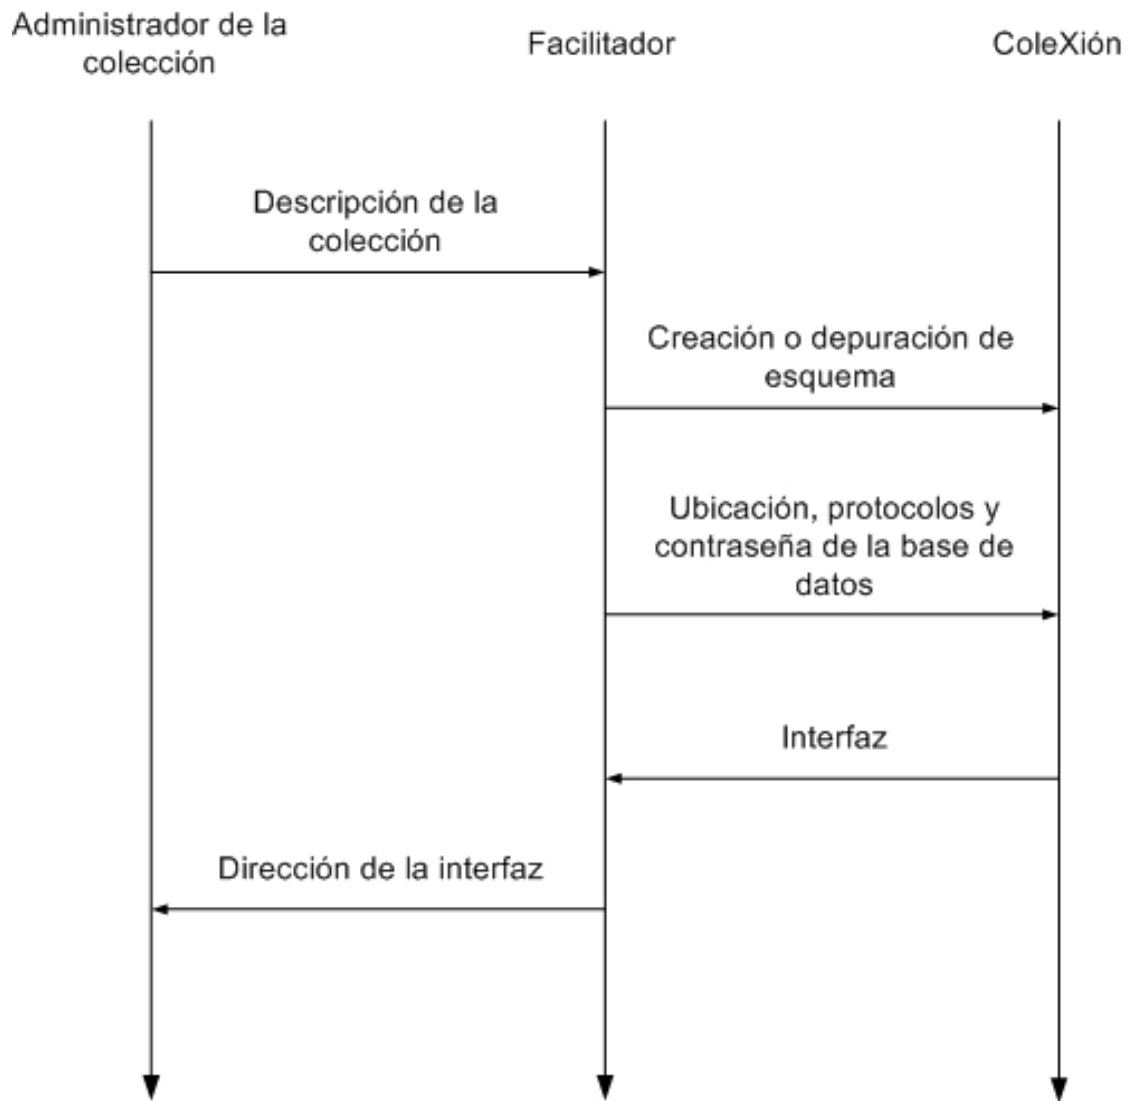 Administrador de la
colección
Facilitador
ColeXión
Descripción de la
colección
Creación o depuración de
esquema
Ubicación, protocolos y
contraseña de la base de
datos
Interfaz
Dirección de la interfaz